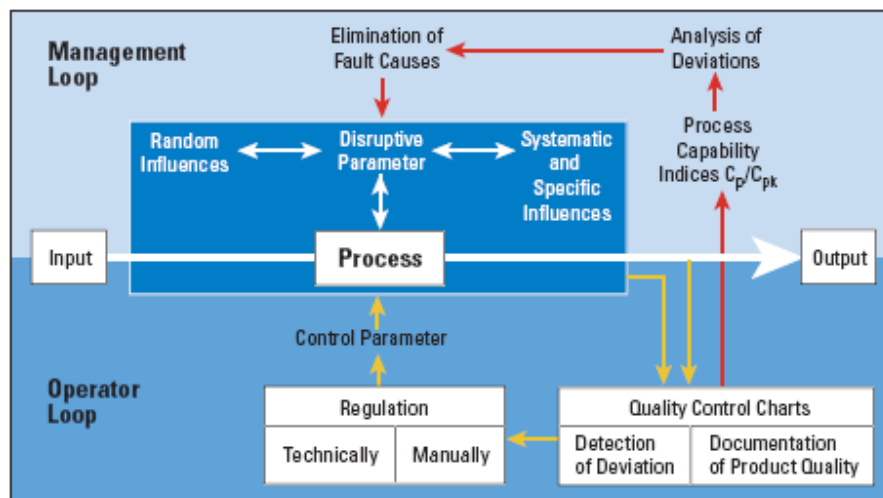 Management
Loop
Elimination of
Fault Causes
Analysis of
Deviations
Random
Influences
Disruptive
Parameter
Systematic
and
Specific
Influences
Process
Capability
Indices Cp/Cpk
Input
Process
Output
Control Parameter
Operator
Loop
Regulation
Technically
Manually
Quality Control Charts
Detection
of Deviation
Documentation
of Product Quality